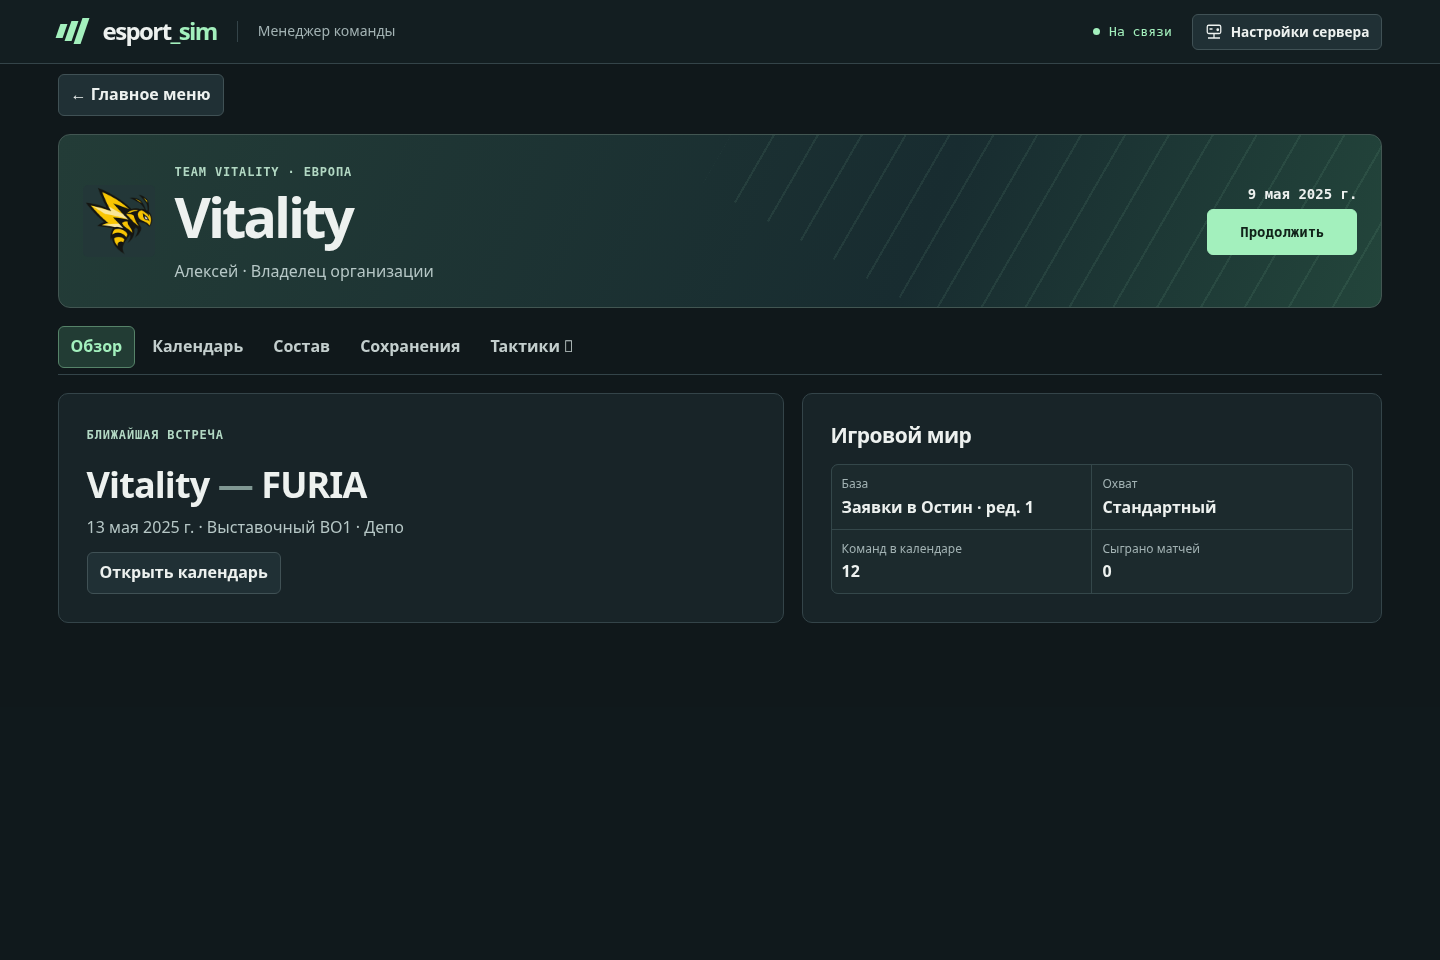 esport_sim
Менеджер команды
На связи
Настройки сервера
← Главное меню
TEAM VITALITY · ЕВРОПА
Vitality
Алексей · Владелец организации
9 мая 2025 г.
Продолжить
Обзор
Календарь
Состав
Сохранения
Тактики
БЛИЖАЙШАЯ ВСТРЕЧА
Vitality — FURIA
13 мая 2025 г. · Выставочный BO1 · Депо
Открыть календарь
Игровой мир
База
Заявки в Остин · ред. 1
Охват
Стандартный
Команд в календаре
12
Сыграно матчей
0